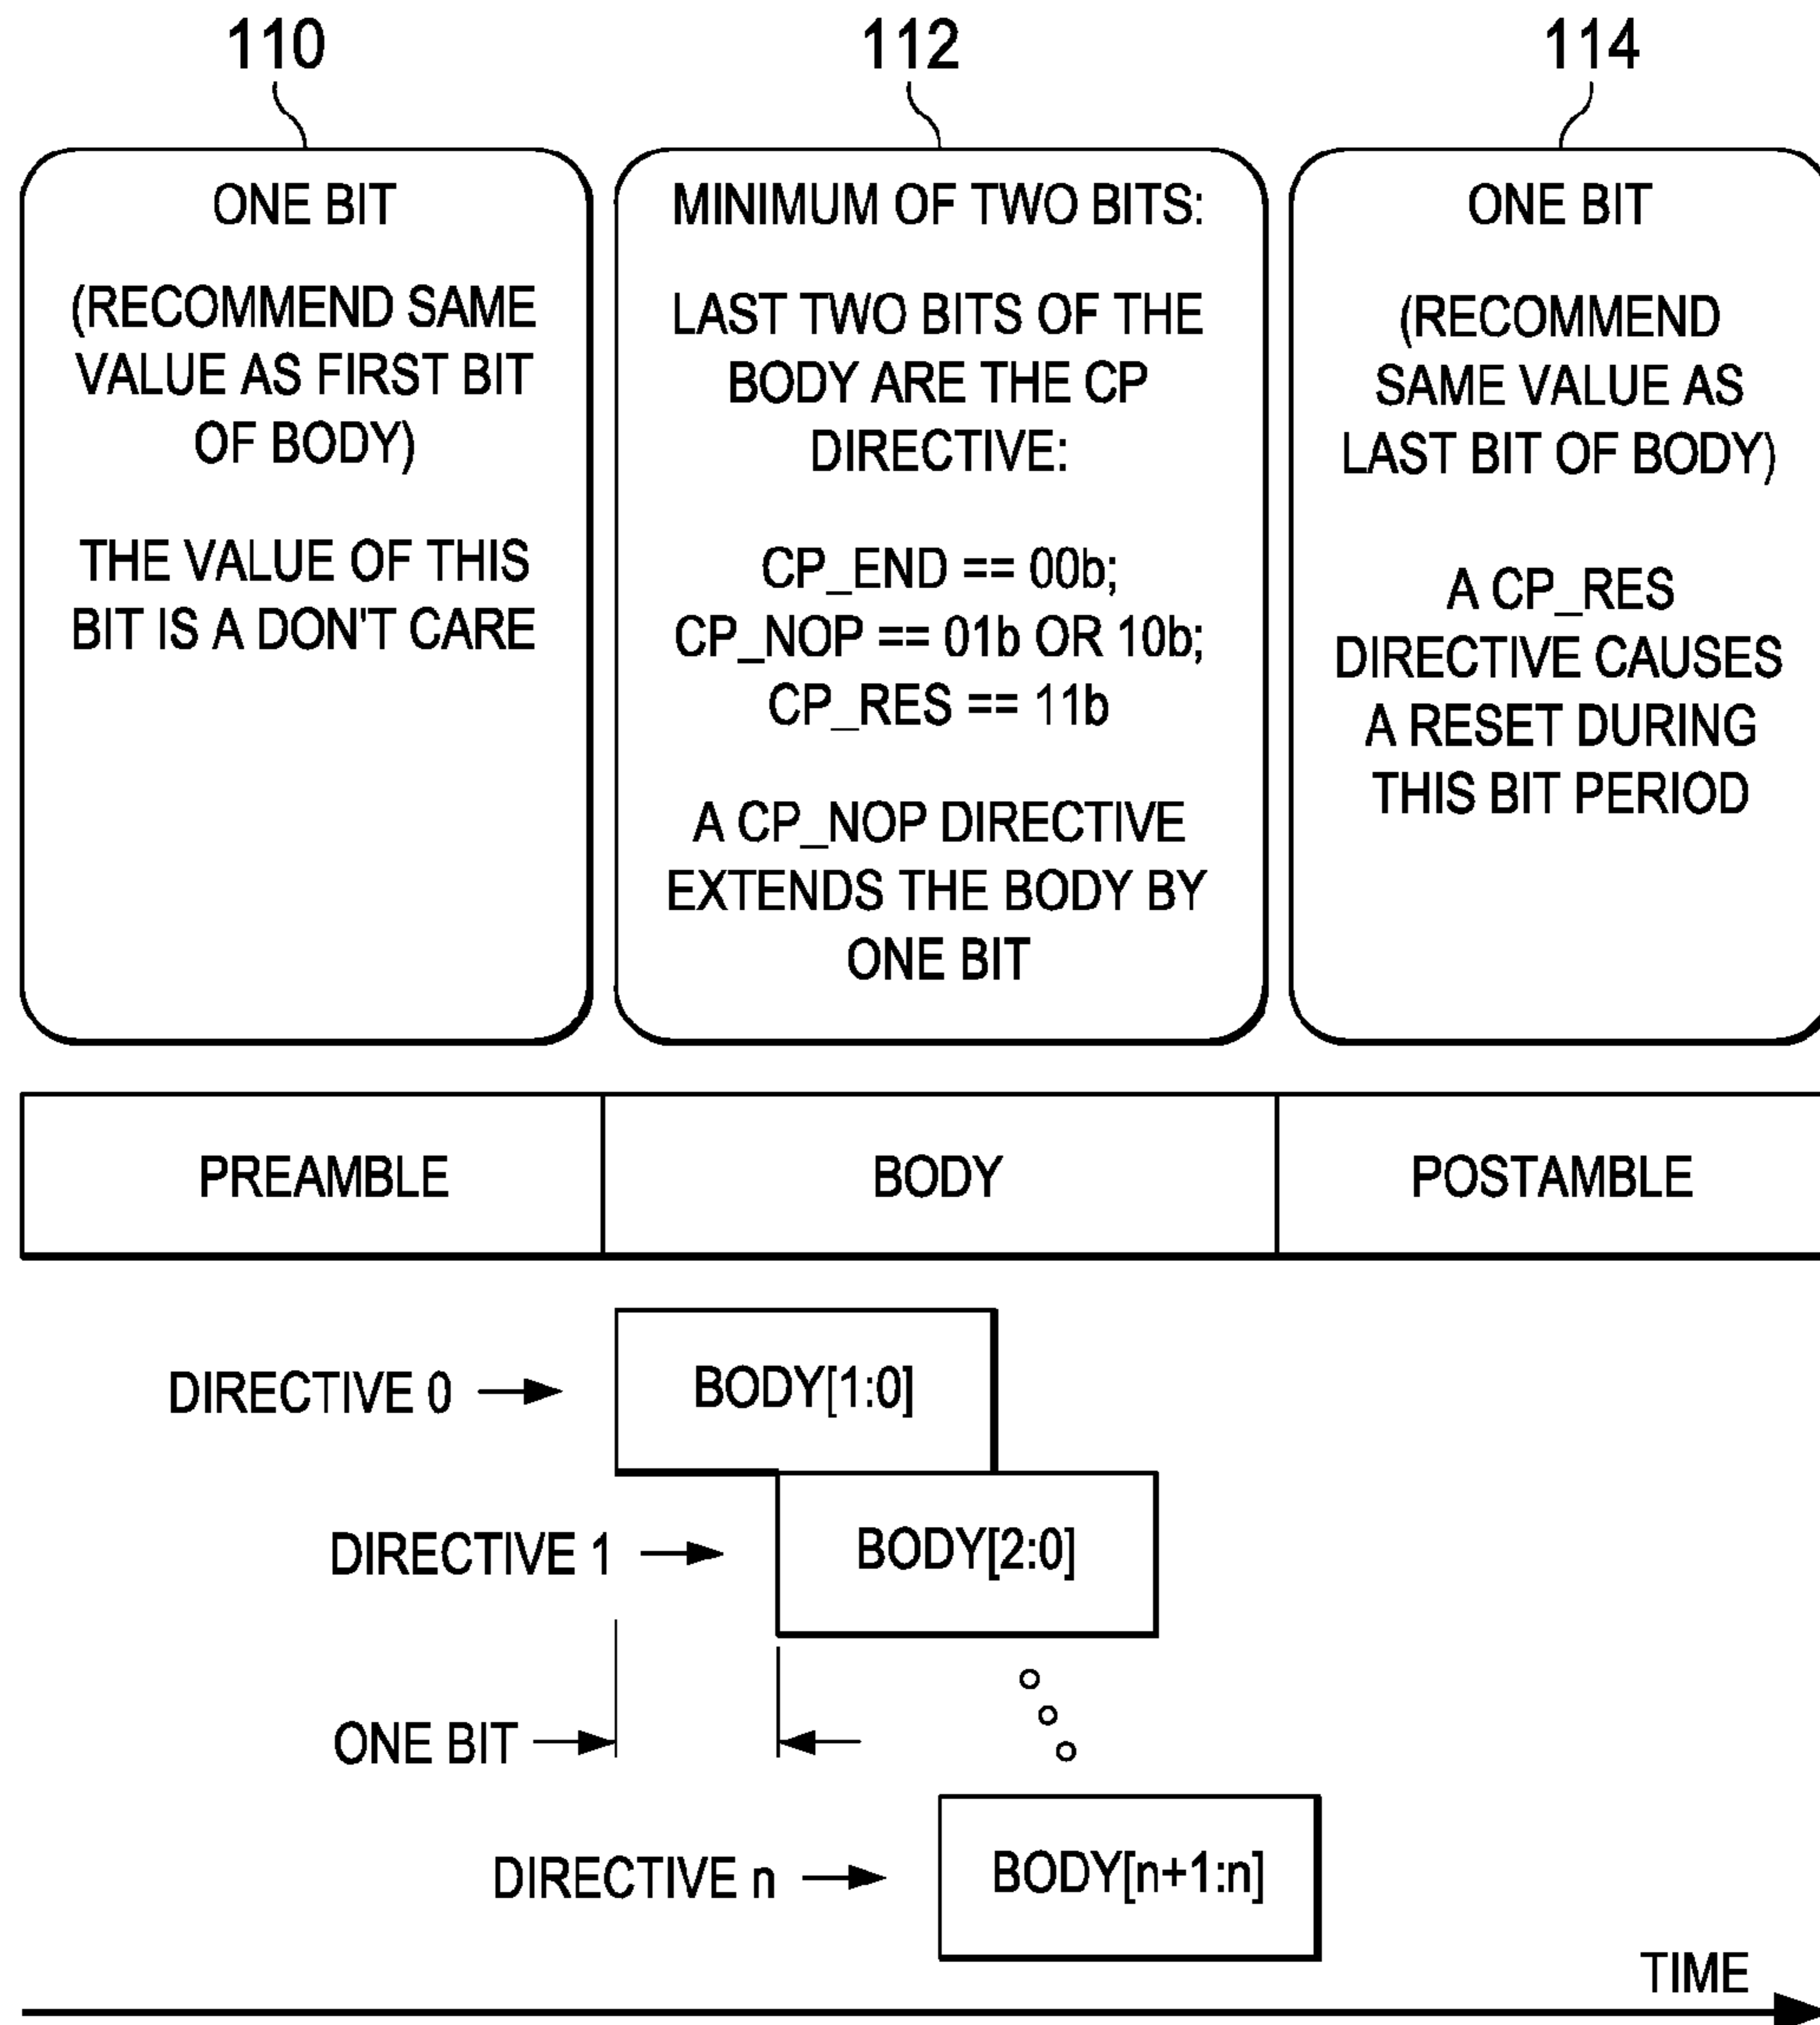 110
ONE BIT
(RECOMMEND SAME
VALUE AS FIRST BIT
OF BODY)
THE VALUE OF THIS
BIT IS A DON'T CARE
112
MINIMUM OF TWO BITS:
LAST TWO BITS OF THE
BODY ARE THE CP
DIRECTIVE:
CP_END == 00b;
CP_NOP == 01b OR 10b;
CP_RES == 11b
A CP_NOP DIRECTIVE
EXTENDS THE BODY BY
ONE BIT
114
ONE BIT
(RECOMMEND
SAME VALUE AS
LAST BIT OF BODY)
A CP_RES
DIRECTIVE CAUSES
A RESET DURING
THIS BIT PERIOD
PREAMBLE
BODY
POSTAMBLE
DIRECTIVE 0
BODY[1:0]
DIRECTIVE 1
BODY[2:0]
ONE BIT
DIRECTIVE n
BODY[n+1:n]
TIME